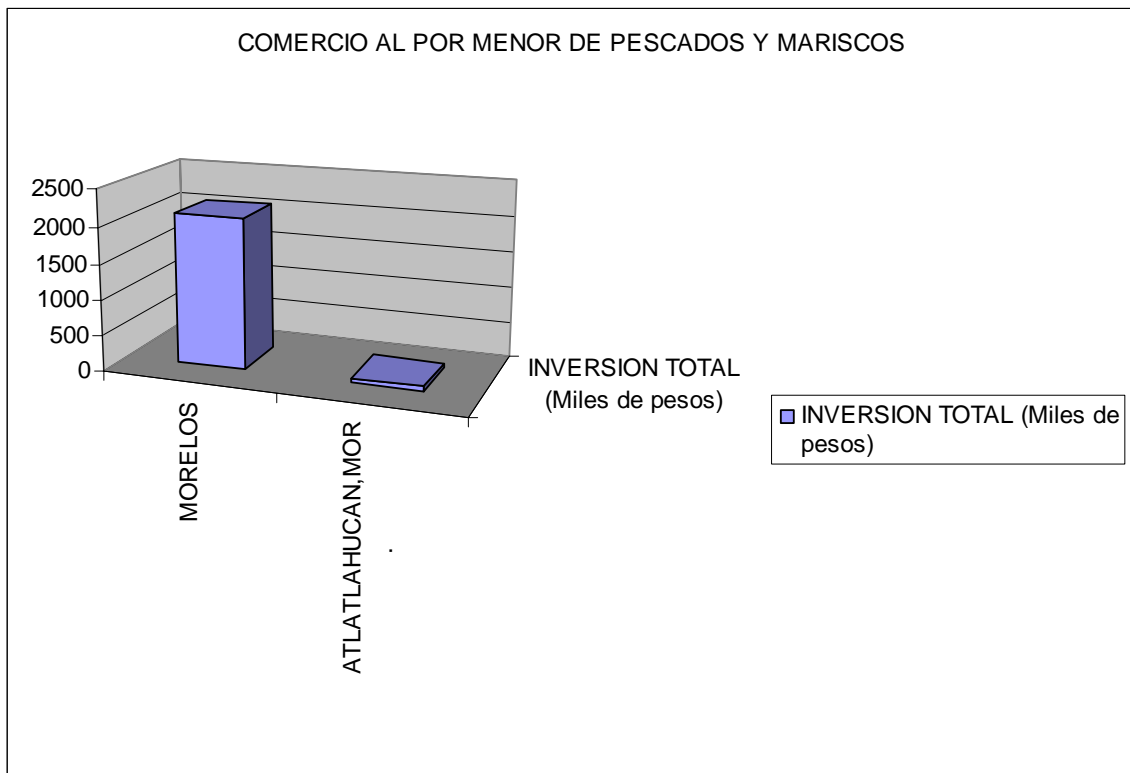 COMERCIO AL POR MENOR DE PESCADOS Y MARISCOS
2500
2000
1500
1000
500
0
MORELOS
ATLATLAHUCAN,MOR
.
INVERSION TOTAL
(Miles de pesos)
INVERSION TOTAL (Miles de
pesos)